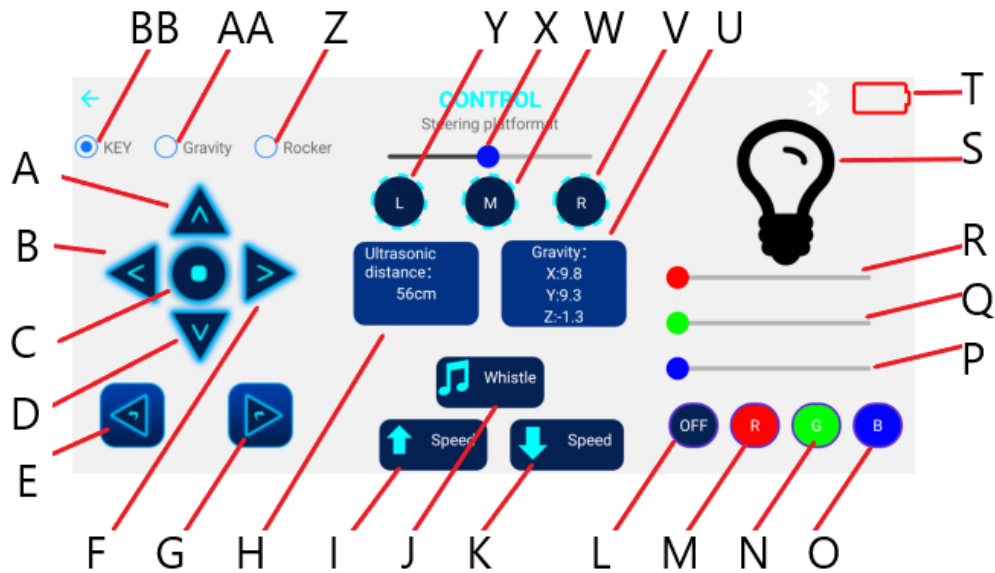 BB AA Z Y X W V U
CONTROL
T
Steering platformat
KEY Gravity Rocker
S
A
L M R
B
Ultrasonic
distance:
56cm
Gravity:
X:9.8
Y:9.3
Z:-1.3
R
Q
C
P
Whistle
D
OFF R G B
Speed Speed
E
F G H I J K L M N O